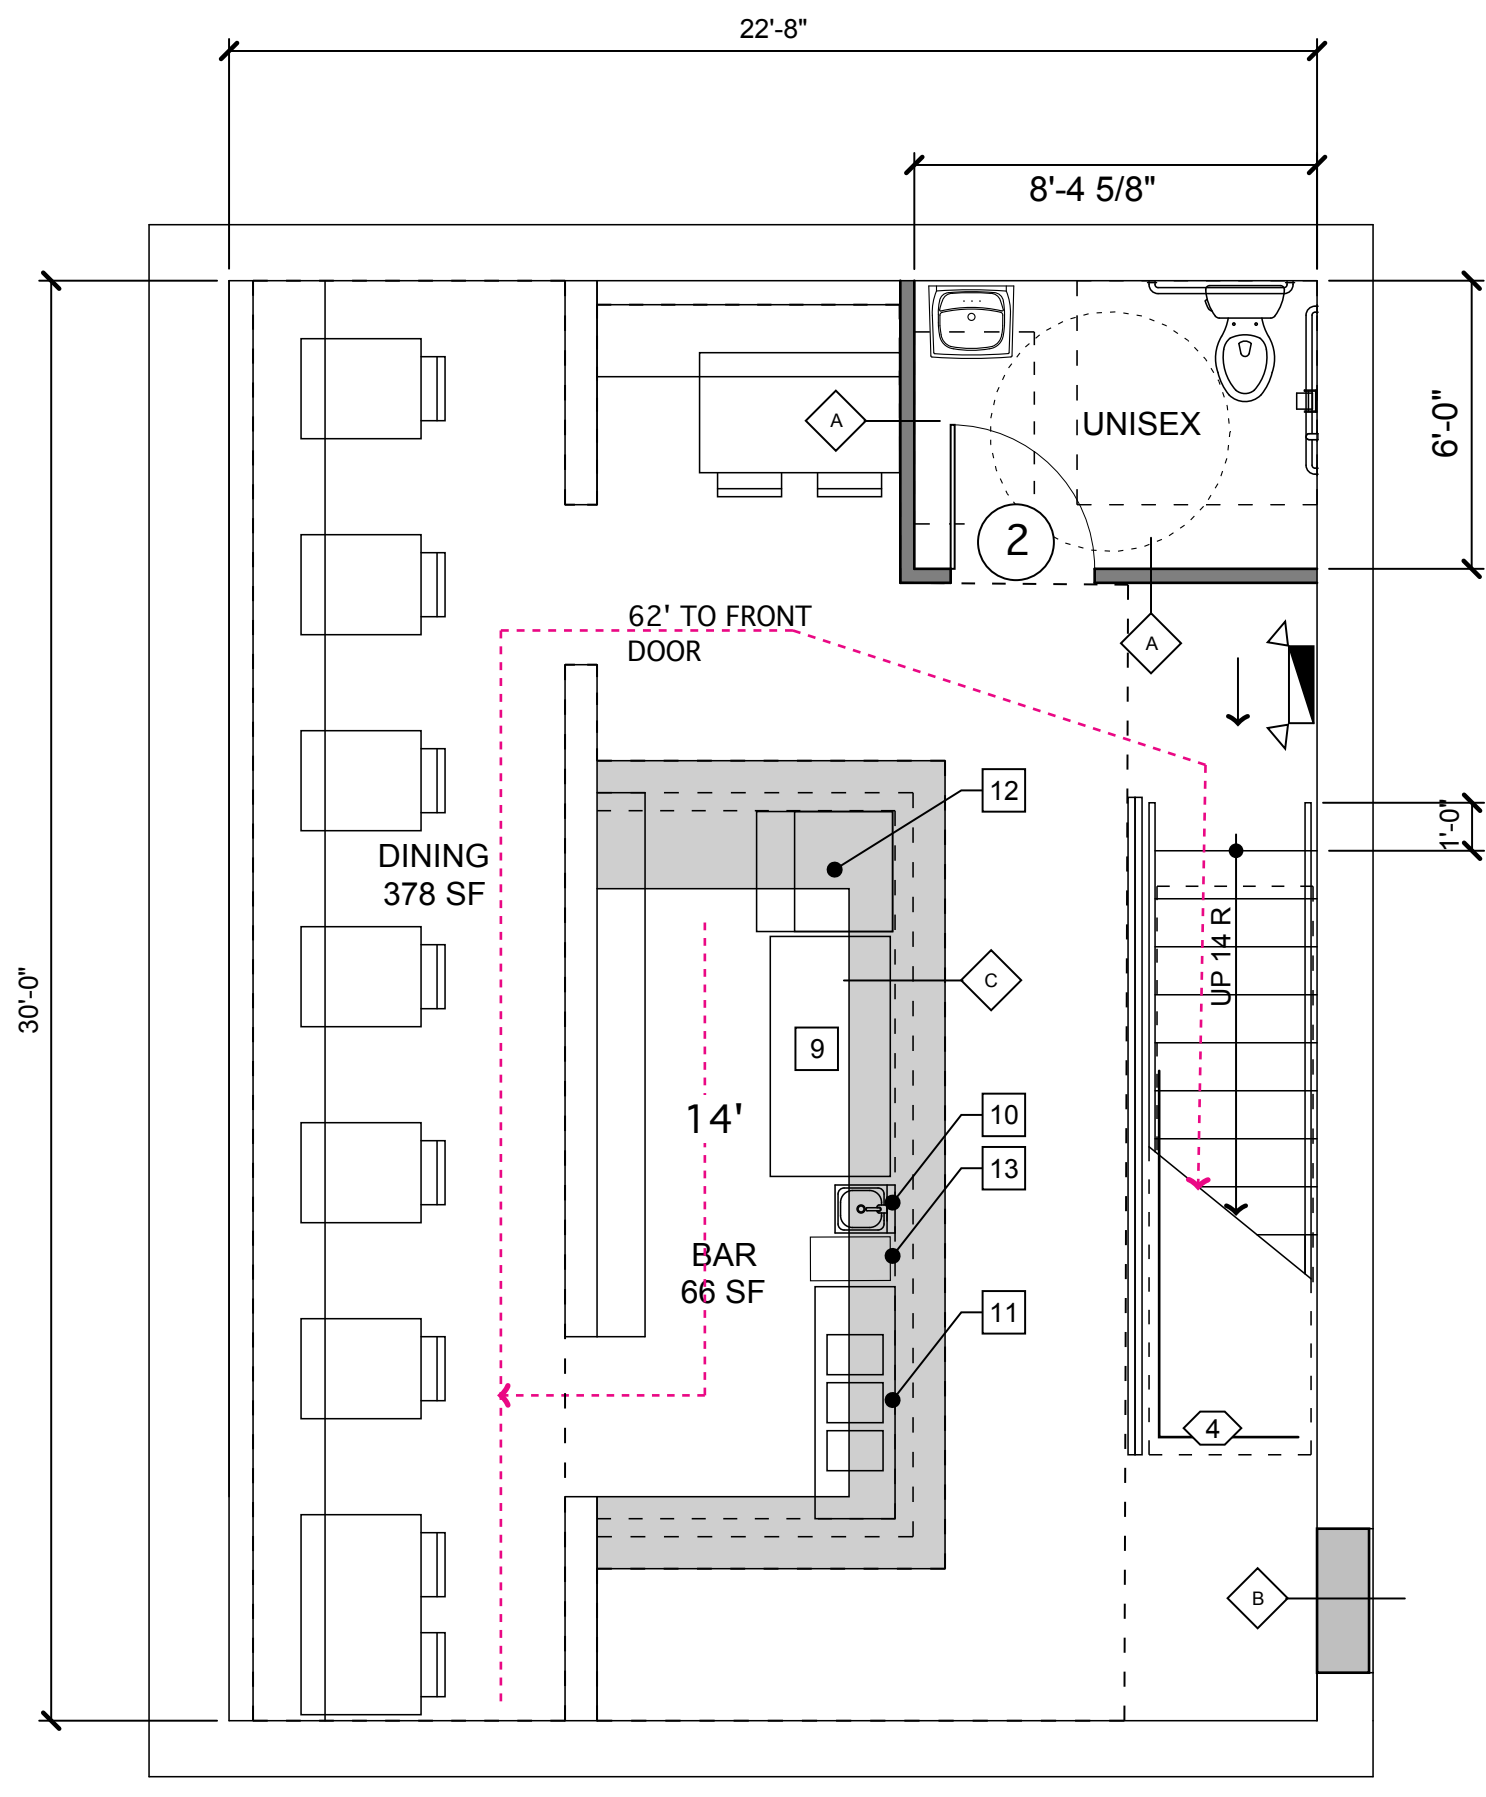 22'-8"
8'-4 5/8"
6'-0"
A
UNISEX
2
62' TO FRONT
DOOR
A
12
1'-0"
DINING
378 SF
UP 14 R
C
30'-0"
9
14'
10
13
BAR
66 SF
11
4
B